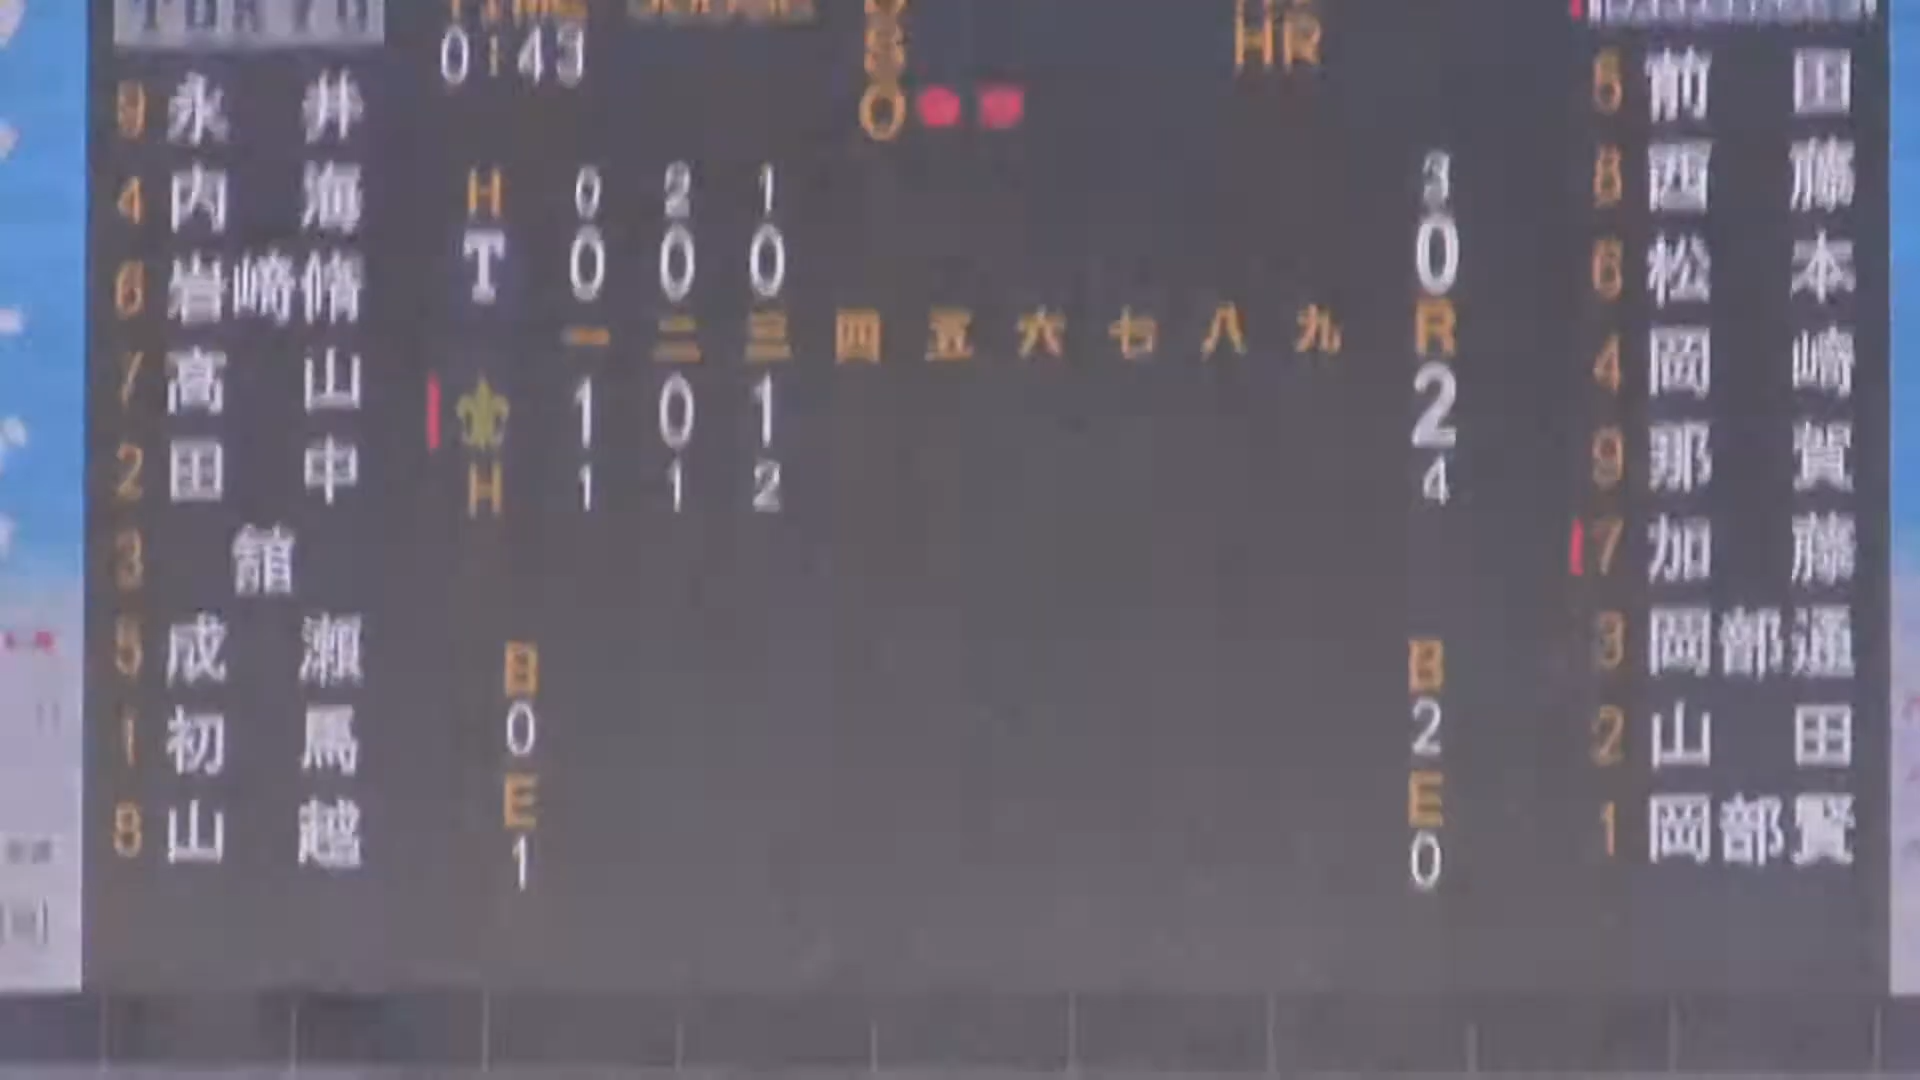 TIME
0:43
B
S
O
HR
9 永井
4 内海
6 岩崎脩
7 高山
2 田中
3 舘
5 成瀬
1 初馬
8 山越
H 0 2 1 3
T 0 0 0 0
一 二 三 四 五 六 七 八 九 R
1 0 1 2
H 1 1 2 4
B
0
E
1
B
2
E
0
5 前田
8 西藤
6 松本
4 岡崎
9 那賀
7 加藤
3 岡部通
2 山田
1 岡部賢